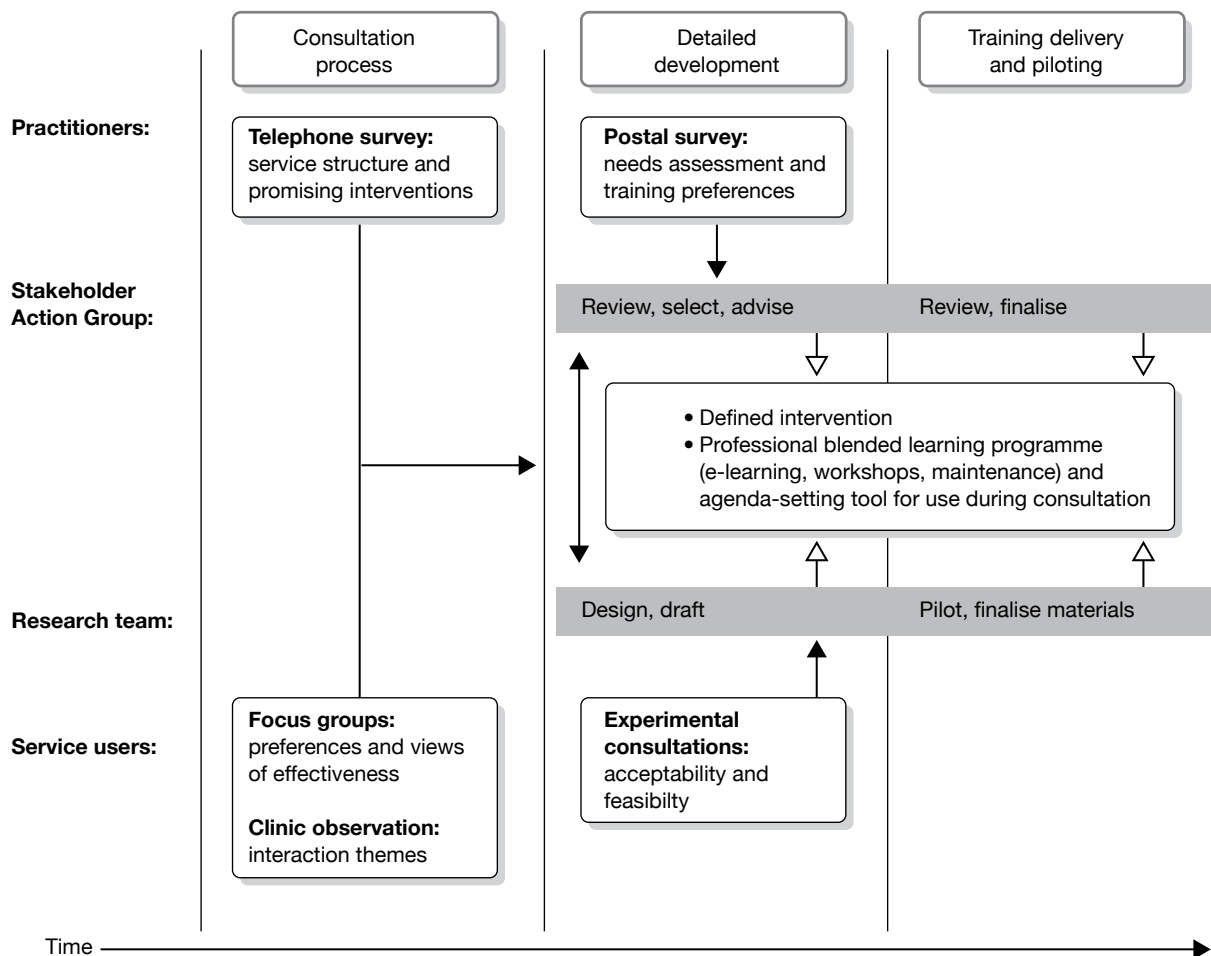 Consultation
process
Detailed
development
Training delivery
and piloting
Practitioners:
Telephone survey:
service structure and
promising interventions
Postal survey:
needs assessment and
training preferences
Stakeholder
Action Group:
Review, select, advise
Review, finalise
• Defined intervention
• Professional blended learning programme
(e-learning, workshops, maintenance) and
agenda-setting tool for use during consultation
Research team:
Design, draft
Pilot, finalise materials
Service users:
Focus groups:
preferences and views
of effectiveness
Clinic observation:
interaction themes
Experimental
consultations:
acceptability and
feasibilty
Time